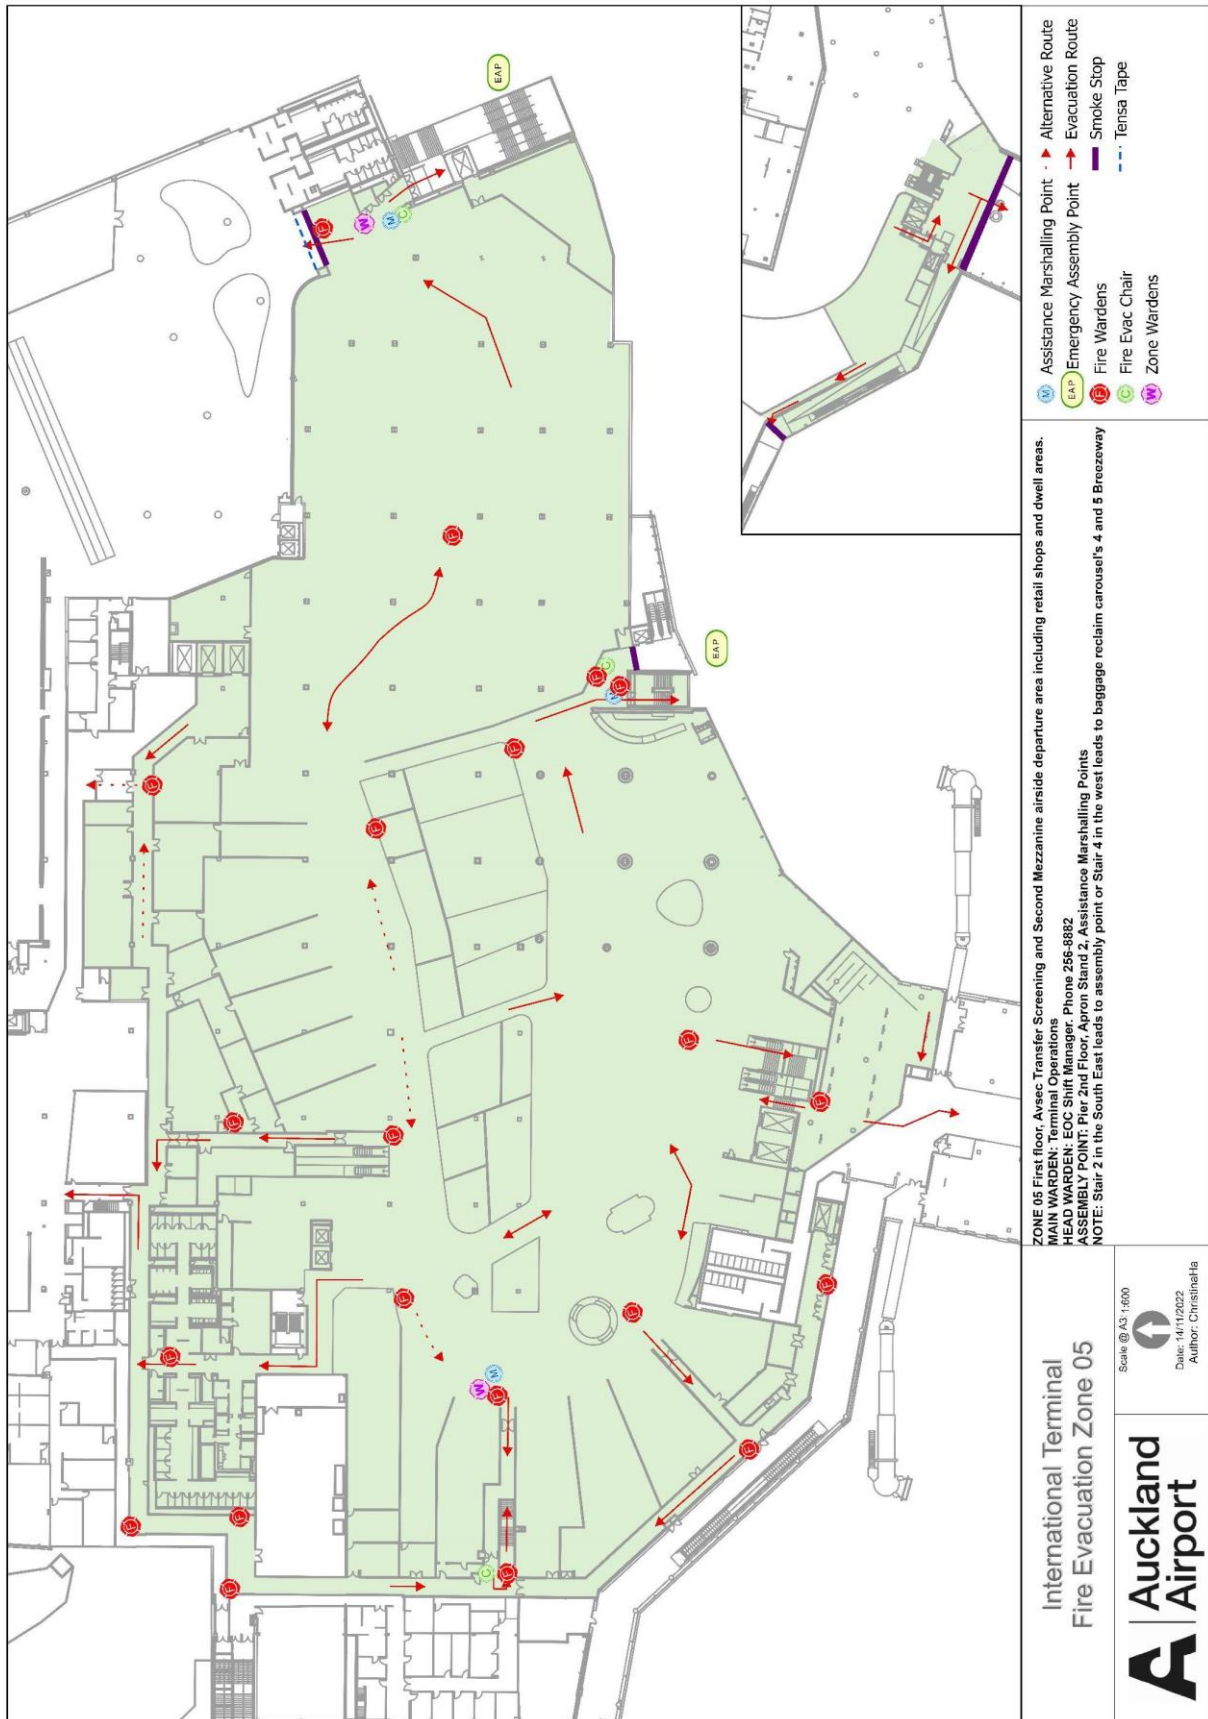 EAP
EAP
F
W
M
C
F
F
F
C
M
F
F
F
F
F
F
F
F
F
F
F
W
M
F
F
F
F
F
C
F
M Assistance Marshalling Point
EAP Emergency Assembly Point
F Fire Wardens
C Fire Evac Chair
W Zone Wardens
Alternative Route
Evacuation Route
Smoke Stop
Tensa Tape
ZONE 05 First floor, Avsec Transfer Screening and Second Mezzanine airside departure area including retail shops and dwell areas.
MAIN WARDEN: Terminal Operations
HEAD WARDEN: EOC Shift Manager. Phone 256-8882
ASSEMBLY POINT: Pier 2nd Floor, Apron Stand 2, Assistance Marshalling Points
NOTE: Stair 2 in the South East leads to assembly point or Stair 4 in the west leads to baggage reclaim carousel's 4 and 5 Breezeway
International Terminal
Fire Evacuation Zone 05
Scale @ A3 1:600
Date: 14/11/2022
Author: ChristinaHa
Auckland
Airport